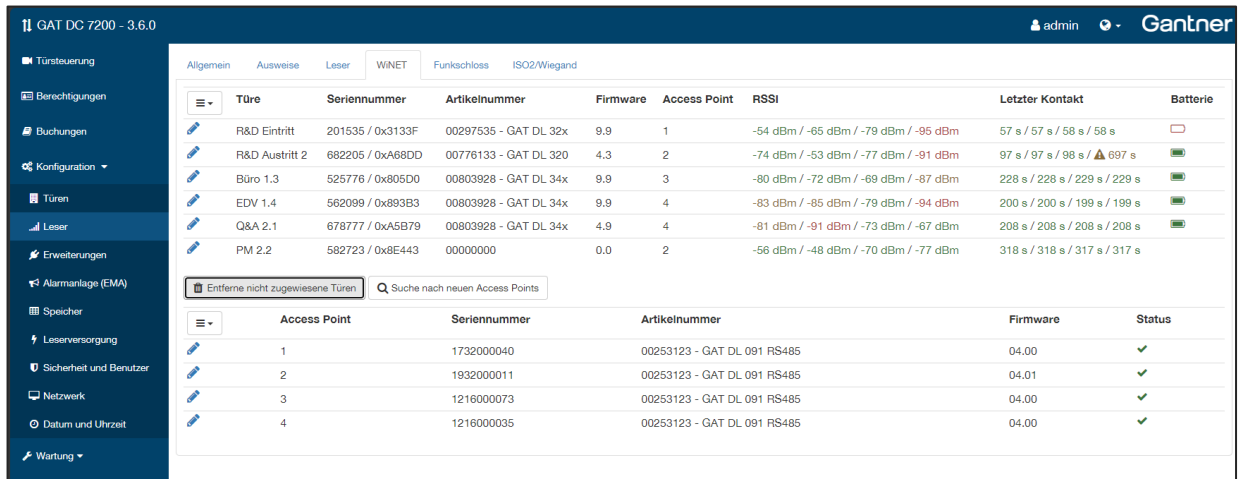 GAT DC 7200 - 3.6.0 admin Gantner
Türsteuerung
Berechtigungen
Buchungen
Konfiguration
Türen
Leser
Erweiterungen
Alarmanlage (EMA)
Speicher
Leserversorgung
Sicherheit und Benutzer
Netzwerk
Datum und Uhrzeit
Wartung
Allgemein Ausweise Leser WiNET Funkschloss ISO2/Wiegand
Türe Seriennummer Artikelnummer Firmware Access Point RSSI Letzter Kontakt Batterie
R&D Eintritt 201535 / 0x3133F 00297535 - GAT DL 32x 9.9 1 -54 dBm / -65 dBm / -79 dBm / -95 dBm 57 s / 57 s / 58 s / 58 s
R&D Austritt 2 682205 / 0xA68DD 00776133 - GAT DL 320 4.3 2 -74 dBm / -53 dBm / -77 dBm / -91 dBm 97 s / 97 s / 98 s / 697 s
Büro 1.3 525776 / 0x805D0 00803928 - GAT DL 34x 9.9 3 -80 dBm / -72 dBm / -69 dBm / -87 dBm 228 s / 228 s / 229 s / 229 s
EDV 1.4 562099 / 0x893B3 00803928 - GAT DL 34x 9.9 4 -83 dBm / -85 dBm / -79 dBm / -94 dBm 200 s / 200 s / 199 s / 199 s
Q&A 2.1 678777 / 0xA5B79 00803928 - GAT DL 34x 4.9 4 -81 dBm / -91 dBm / -73 dBm / -67 dBm 208 s / 208 s / 208 s / 208 s
PM 2.2 582723 / 0x8E443 00000000 0.0 2 -56 dBm / -48 dBm / -70 dBm / -77 dBm 318 s / 318 s / 317 s / 317 s
Entferne nicht zugewiesene Türen Suche nach neuen Access Points
Access Point Seriennummer Artikelnummer Firmware Status
1 1732000040 00253123 - GAT DL 091 RS485 04.00
2 1932000011 00253123 - GAT DL 091 RS485 04.01
3 1216000073 00253123 - GAT DL 091 RS485 04.00
4 1216000035 00253123 - GAT DL 091 RS485 04.00